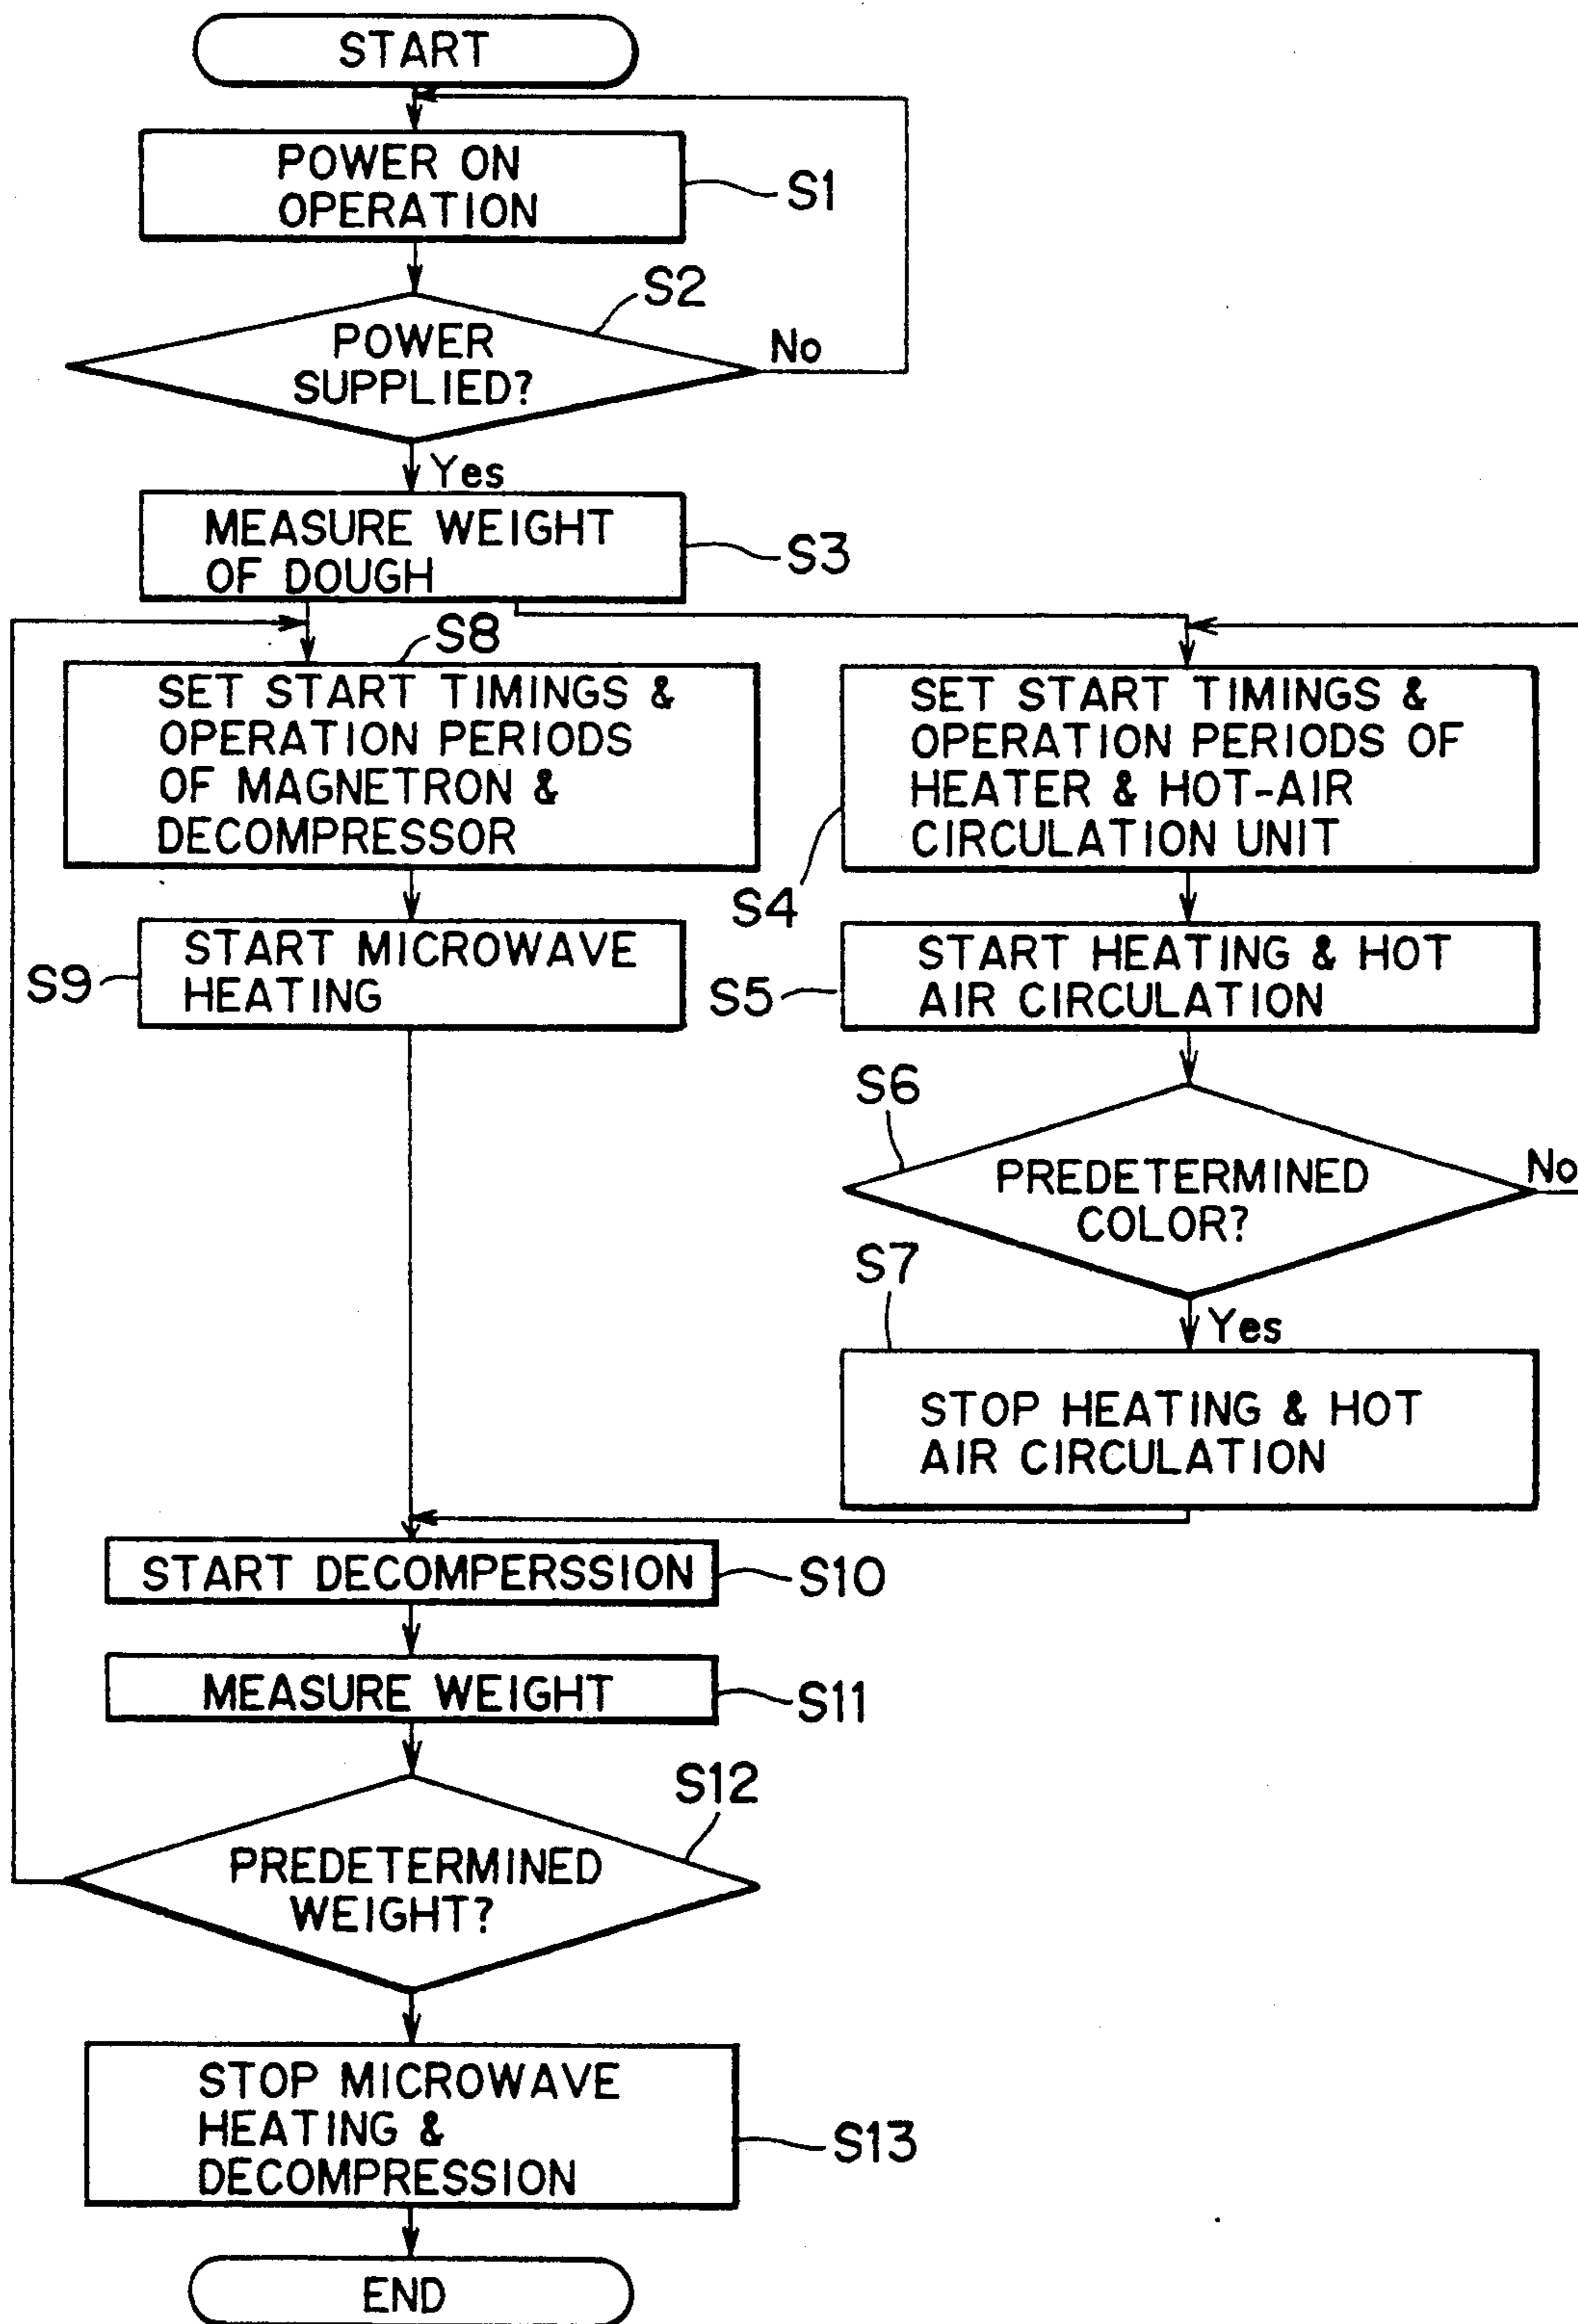 START
POWER ON
OPERATION
S1
S2
POWER
SUPPLIED?
No
Yes
MEASURE WEIGHT
OF DOUGH
S3
S8
SET START TIMINGS &
OPERATION PERIODS
OF MAGNETRON &
DECOMPRESSOR
SET START TIMINGS &
OPERATION PERIODS OF
HEATER & HOT-AIR
CIRCULATION UNIT
S4
S9
START MICROWAVE
HEATING
S5
START HEATING & HOT
AIR CIRCULATION
S6
PREDETERMINED
COLOR?
No
S7
Yes
STOP HEATING & HOT
AIR CIRCULATION
START DECOMPERSSION
S10
MEASURE WEIGHT
S11
S12
PREDETERMINED
WEIGHT?
STOP MICROWAVE
HEATING &
DECOMPRESSION
S13
END